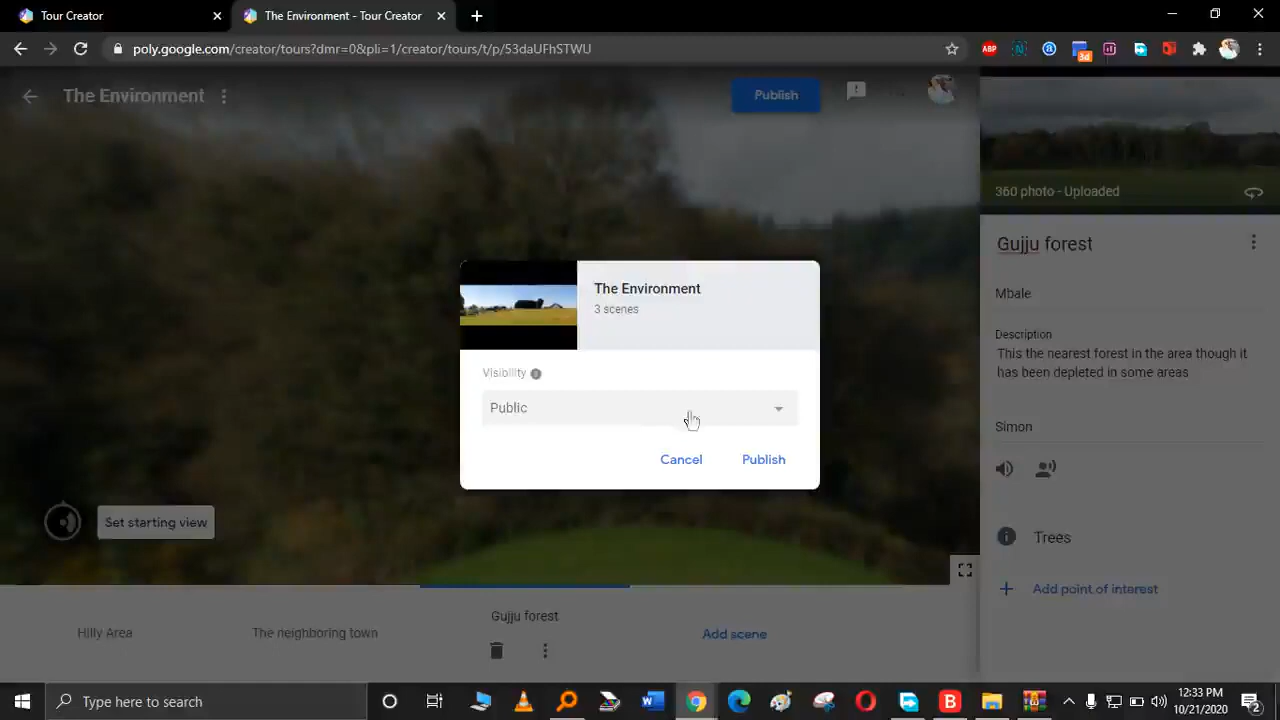 Tour Creator
The Environment - Tour Creator
poly.google.com/creator/tours?dmr=0&pli=1/creator/tours/t/p/53daUFhSTWU
ABP
3d
The Environment
Publish
360 photo - Uploaded
Gujju forest
Mbale
Description
This the nearest forest in the area though it
has been depleted in some areas
Simon
Trees
Add point of interest
The Environment
3 scenes
Visibility
Public
Cancel
Publish
Set starting view
Hilly Area
The neighboring town
Gujju forest
Add scene
Type here to search
12:33 PM
10/21/2020
2